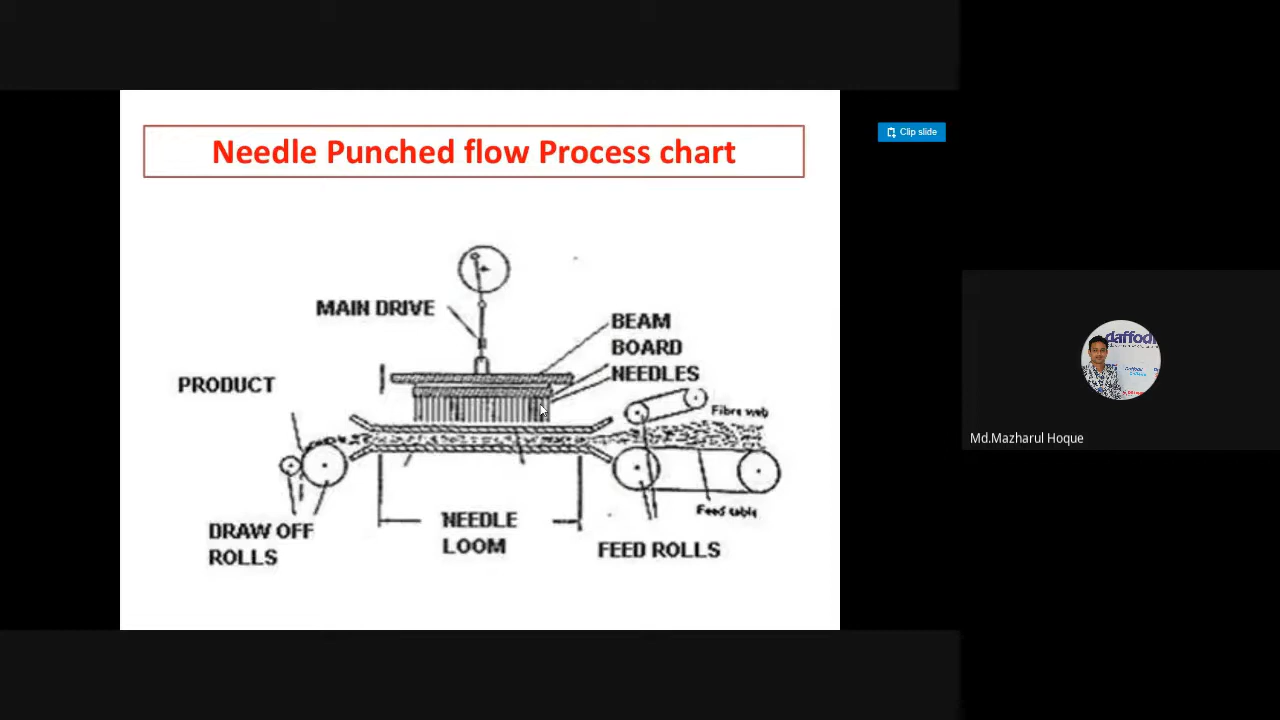 Needle Punched flow Process chart
Clip slide
MAIN DRIVE
BEAM
BOARD
NEEDLES
PRODUCT
Fibre web
Feed table
NEEDLE
LOOM
DRAW OFF
ROLLS
FEED ROLLS
daffodi
Md.Mazharul Hoque